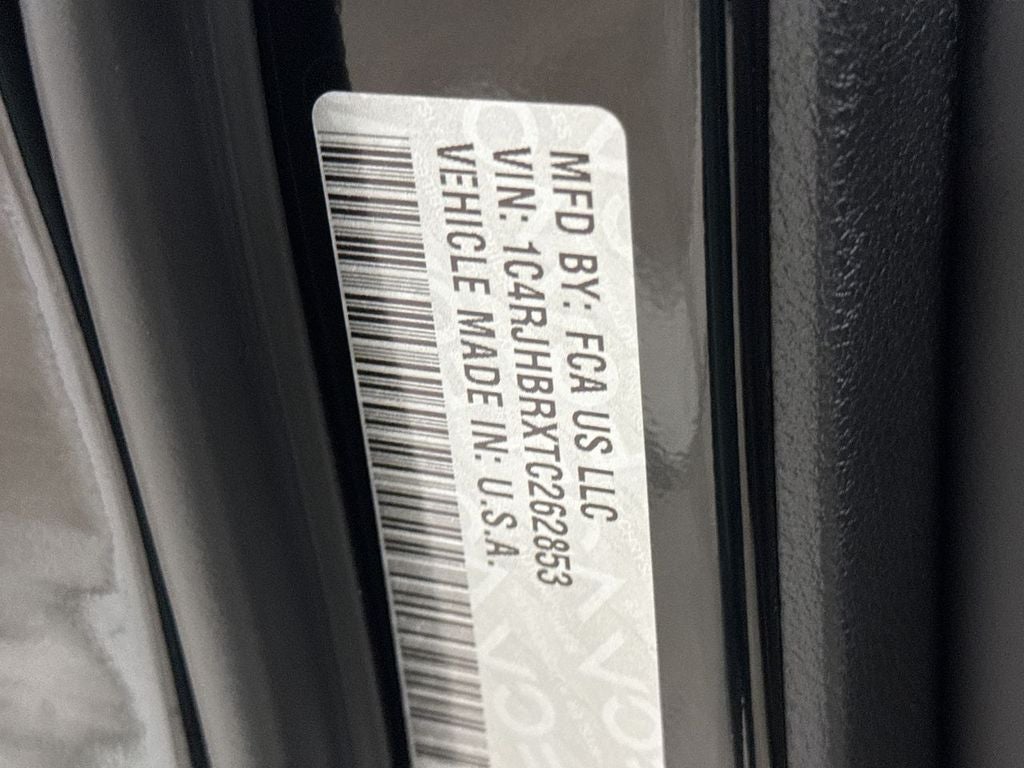 MFD BY: FCA US LLC
VIN: 1C4RJHBRXTC262853
VEHICLE MADE IN: U.S.A.